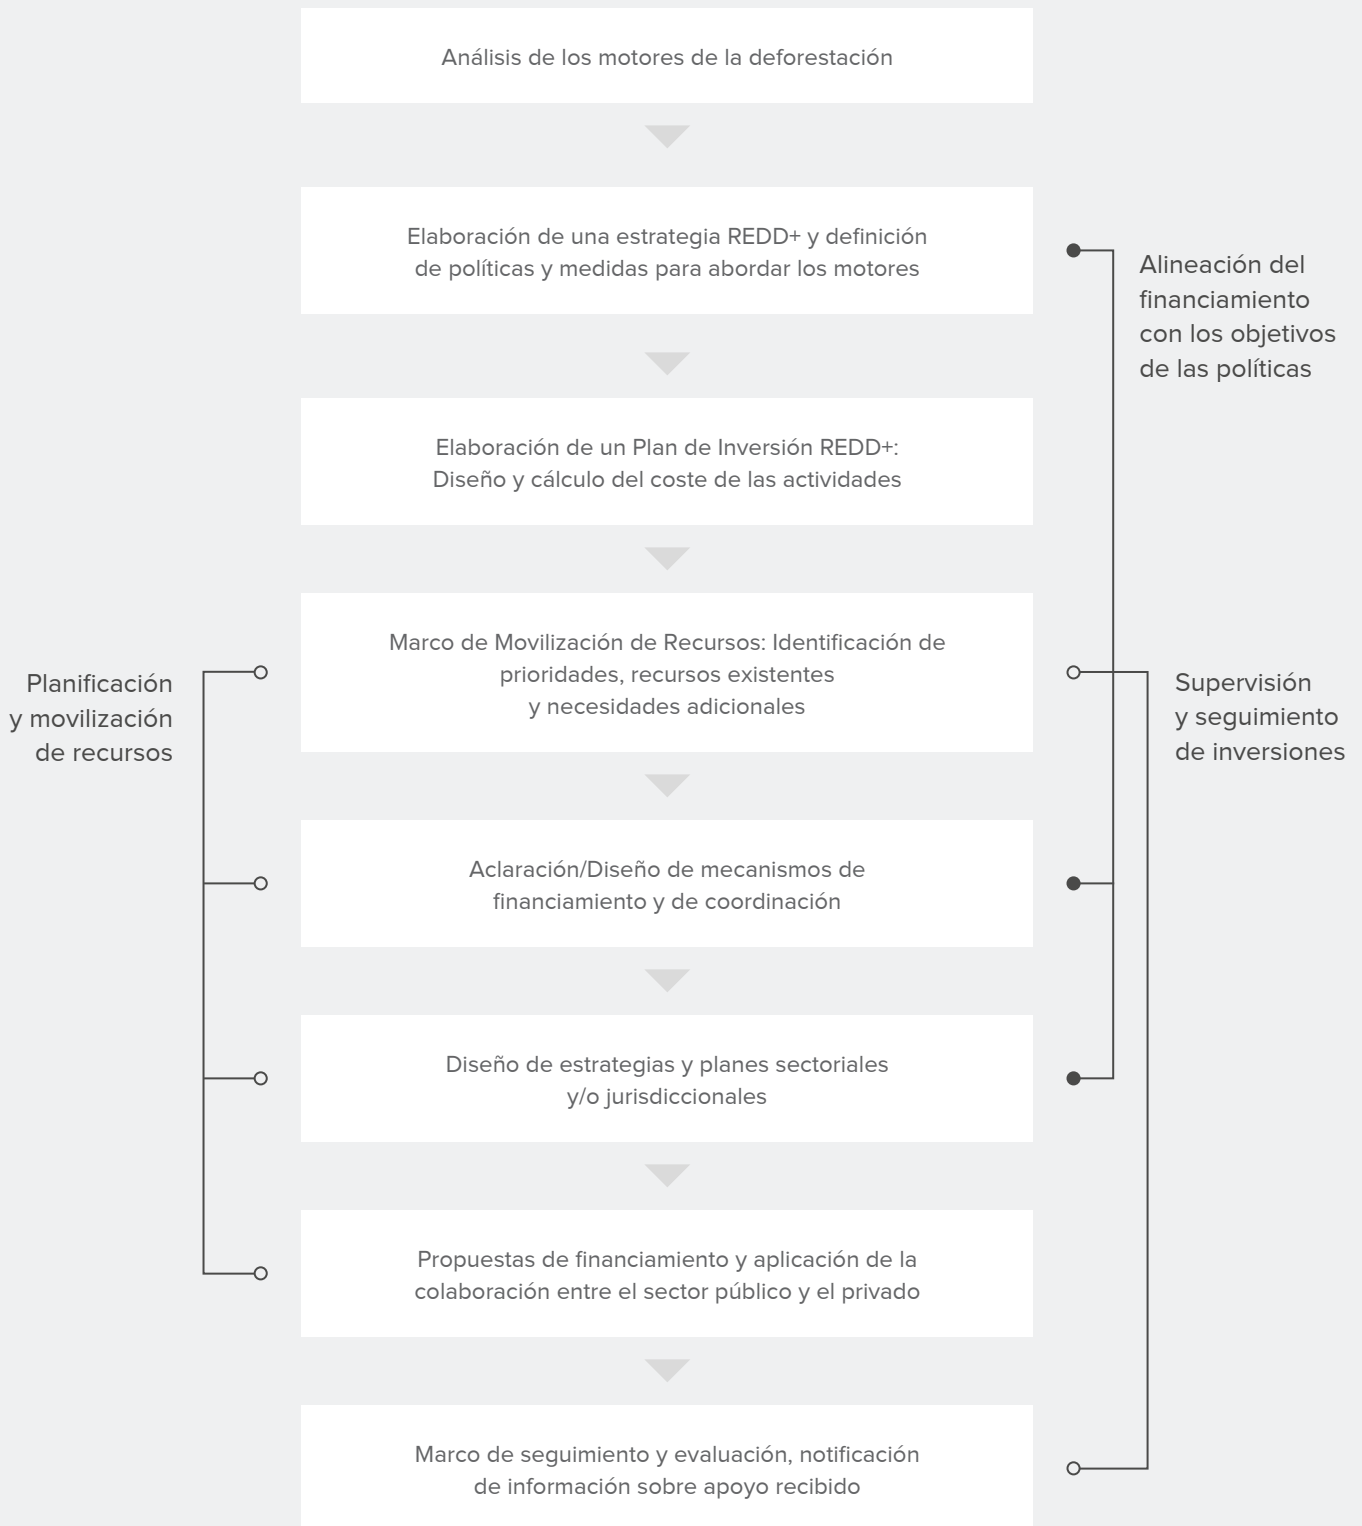 Análisis de los motores de la deforestación
Elaboración de una estrategia REDD+ y definición
de políticas y medidas para abordar los motores
Alineación del
financiamiento
con los objetivos
de las políticas
Elaboración de un Plan de Inversión REDD+:
Diseño y cálculo del coste de las actividades
Planificación
y movilización
de recursos
Marco de Movilización de Recursos: Identificación de
prioridades, recursos existentes
y necesidades adicionales
Supervisión
y seguimiento
de inversiones
Aclaración/Diseño de mecanismos de
financiamiento y de coordinación
Diseño de estrategias y planes sectoriales
y/o jurisdiccionales
Propuestas de financiamiento y aplicación de la
colaboración entre el sector público y el privado
Marco de seguimiento y evaluación, notificación
de información sobre apoyo recibido